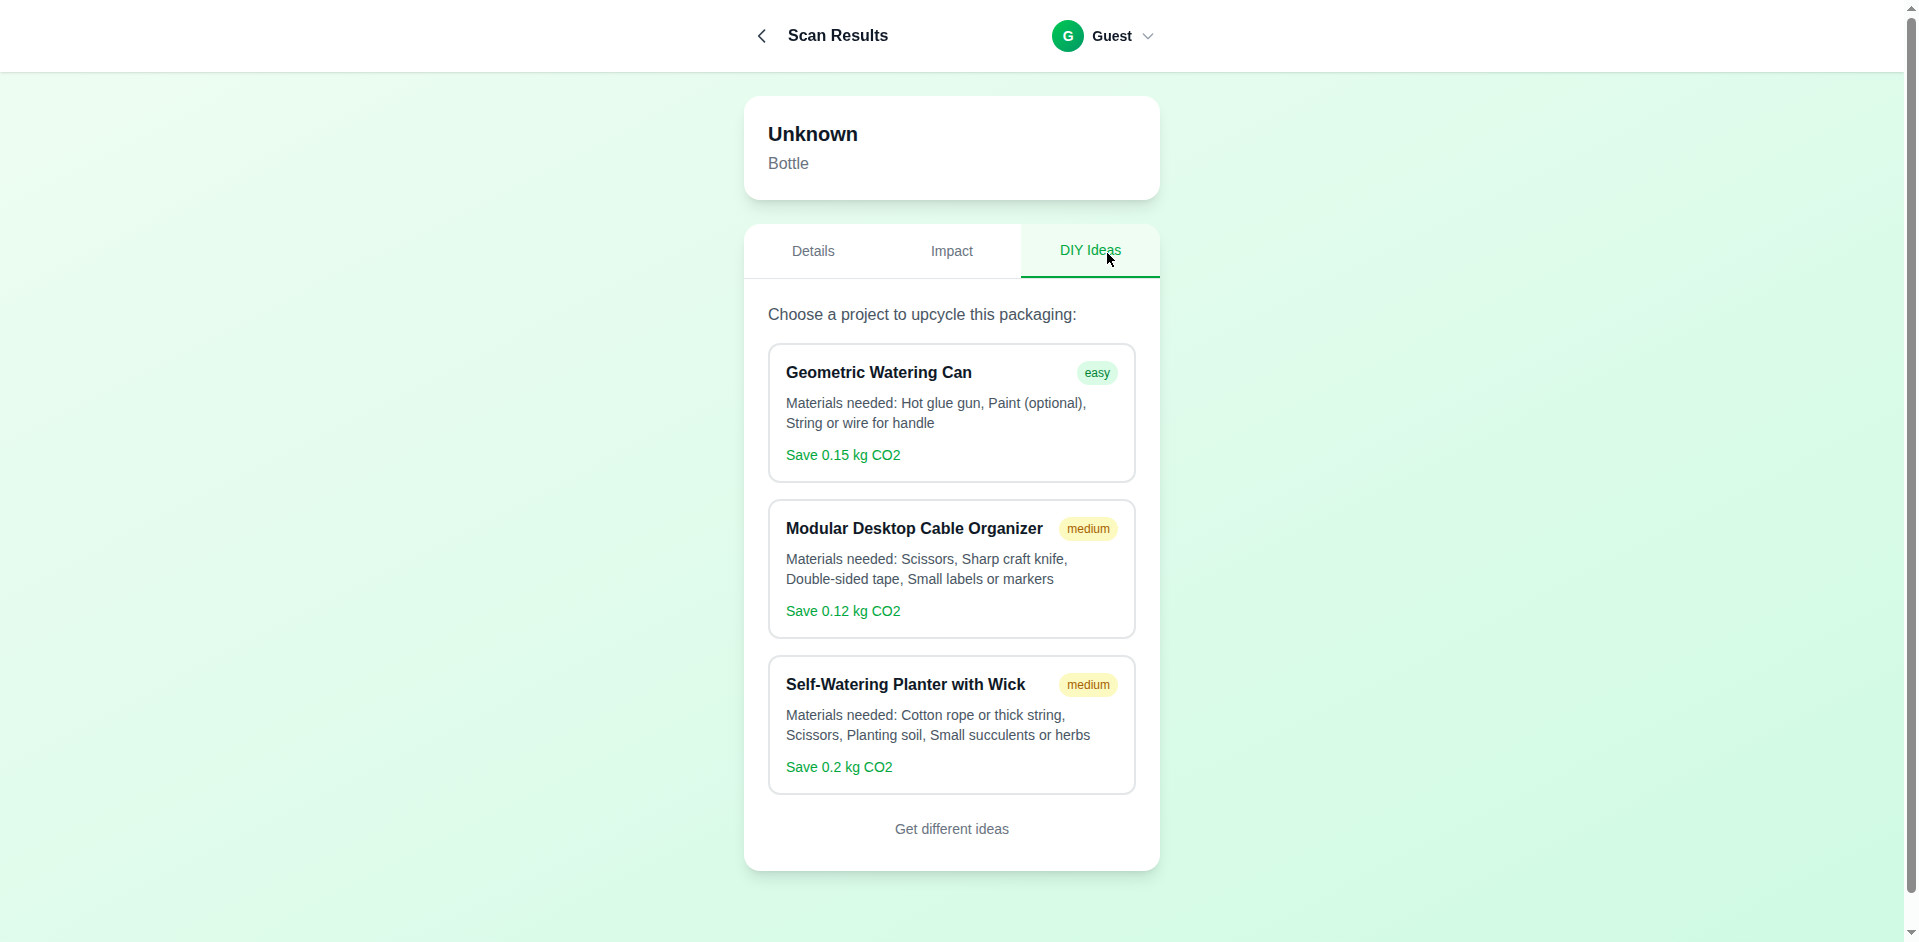 Scan Results
G
Guest
Unknown
Bottle
Details
Impact
DIY Ideas
Choose a project to upcycle this packaging:
Geometric Watering Can
easy
Materials needed: Hot glue gun, Paint (optional),
String or wire for handle
Save 0.15 kg CO2
Modular Desktop Cable Organizer
medium
Materials needed: Scissors, Sharp craft knife,
Double-sided tape, Small labels or markers
Save 0.12 kg CO2
Self-Watering Planter with Wick
medium
Materials needed: Cotton rope or thick string,
Scissors, Planting soil, Small succulents or herbs
Save 0.2 kg CO2
Get different ideas